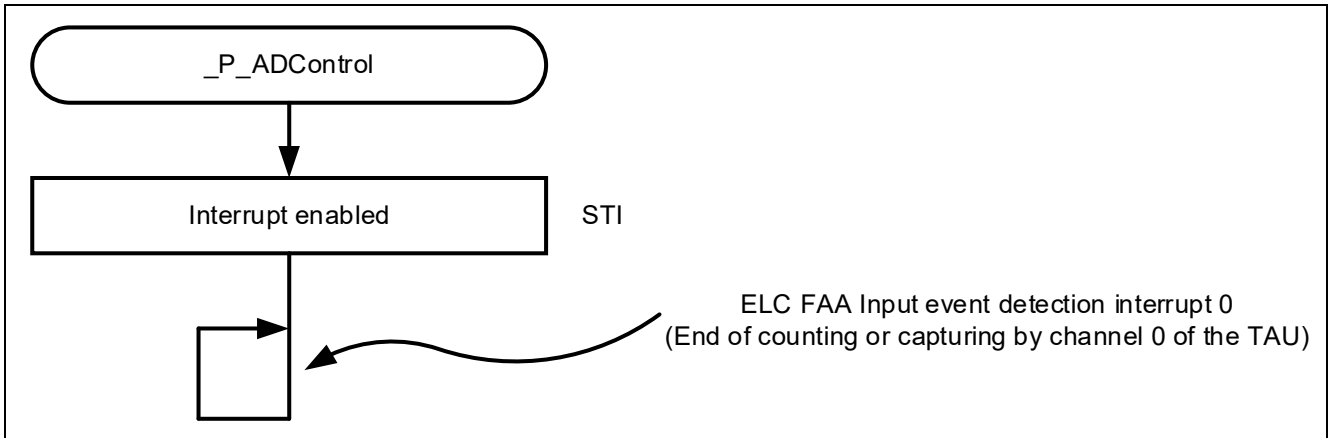 _P_ADControl
Interrupt enabled
STI
ELC FAA Input event detection interrupt 0
(End of counting or capturing by channel 0 of the TAU)